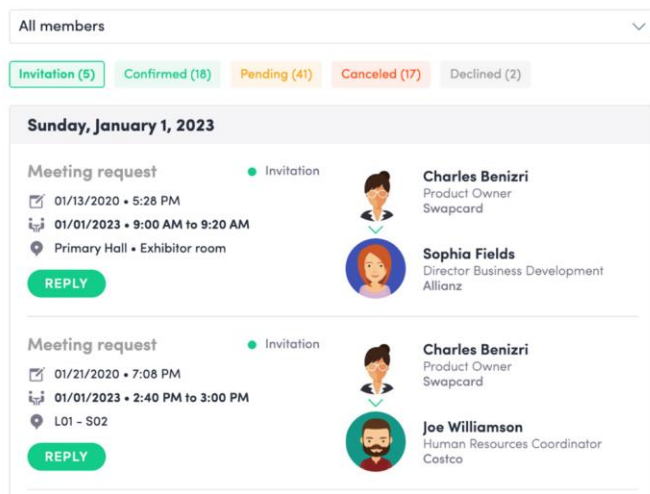 All members
Invitation (5) Confirmed (18) Pending (41) Canceled (17) Declined (2)
Sunday, January 1, 2023
Meeting request
Invitation
01/13/2020 • 5:28 PM
01/01/2023 • 9:00 AM to 9:20 AM
Primary Hall • Exhibitor room
REPLY
Charles Benizri
Product Owner
Swapcard
Sophia Fields
Director Business Development
Allianz
Meeting request
Invitation
01/21/2020 • 7:08 PM
01/01/2023 • 2:40 PM to 3:00 PM
L01 - S02
REPLY
Charles Benizri
Product Owner
Swapcard
Joe Williamson
Human Resources Coordinator
Costco